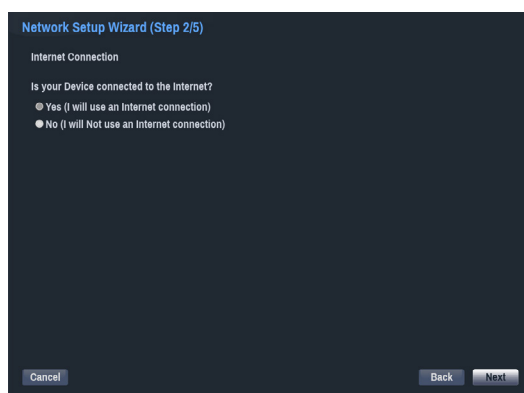 Network Setup Wizard (Step 2/5)
Internet Connection
Is your Device connected to the Internet?
Yes (I will use an Internet connection)
No (I will Not use an Internet connection)
Cancel
Back
Next